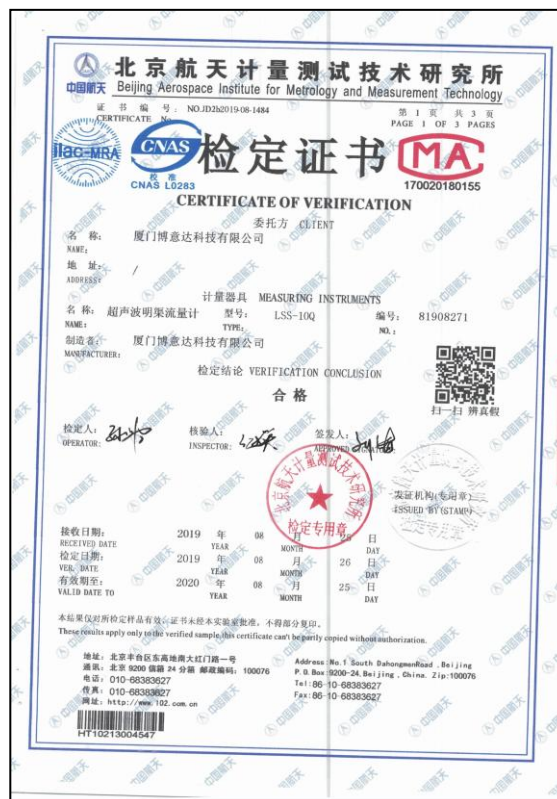 北京航天计量测试技术研究所
中国航天
Beijing Aerospace Institute for Metrology and Measurement Technology
证 书 编 号: NO.JD2b2019-08-1484
CERTIFICATE No
第 1 页 共 3 页
PAGE 1 OF 3 PAGES
ilac-MRA
CNAS
校 准
CNAS L0283
检定证书
MA
170020180155
CERTIFICATE OF VERIFICATION
委托方 CLIENT
名 称: 厦门博意达科技有限公司
NAME:
地 址: /
ADDRESS:
计量器具 MEASURING INSTRUMENTS
名 称: 超声波明渠流量计 型号: LSS-10Q 编号: 81908271
NAME: TYPE: NO.:
制造者: 厦门博意达科技有限公司
MANUFACTURER:
检定结论 VERIFICATION CONCLUSION
合 格
扫一扫 辨真假
检定人: 核验人: 签发人:
OPERATOR: INSPECTOR: APPROVED
北京航天计量测试技术研究所
检定专用章
发证机构(专用章)
ISSUED BY(STAMP)
接收日期: 2019 年 08 月 26 日
RECEIVED DATE YEAR MONTH DAY
检定日期: 2019 年 08 月 26 日
VER. DATE YEAR MONTH DAY
有效期至: 2020 年 08 月 25 日
VALID DATE TO YEAR MONTH DAY
本结果仅对所检定样品有效;证书未经本实验室批准,不得部分复印。
These results apply only to the verified sample,this certificate can't be partly copied without authorization.
地址: 北京丰台区东高地南大红门路一号
通讯: 北京 9200 信箱 24 分箱 邮政编码: 100076
电话: 010-68383627
传真: 010-68383627
网址: http://www.102.com.cn
Address:No.1 South DahongmenRoad,Beijing
P.O.Box:9200-24,Beijing,China. Zip:100076
Tel:86-10-68383627
Fax:86-10-68383627
HT10213004547